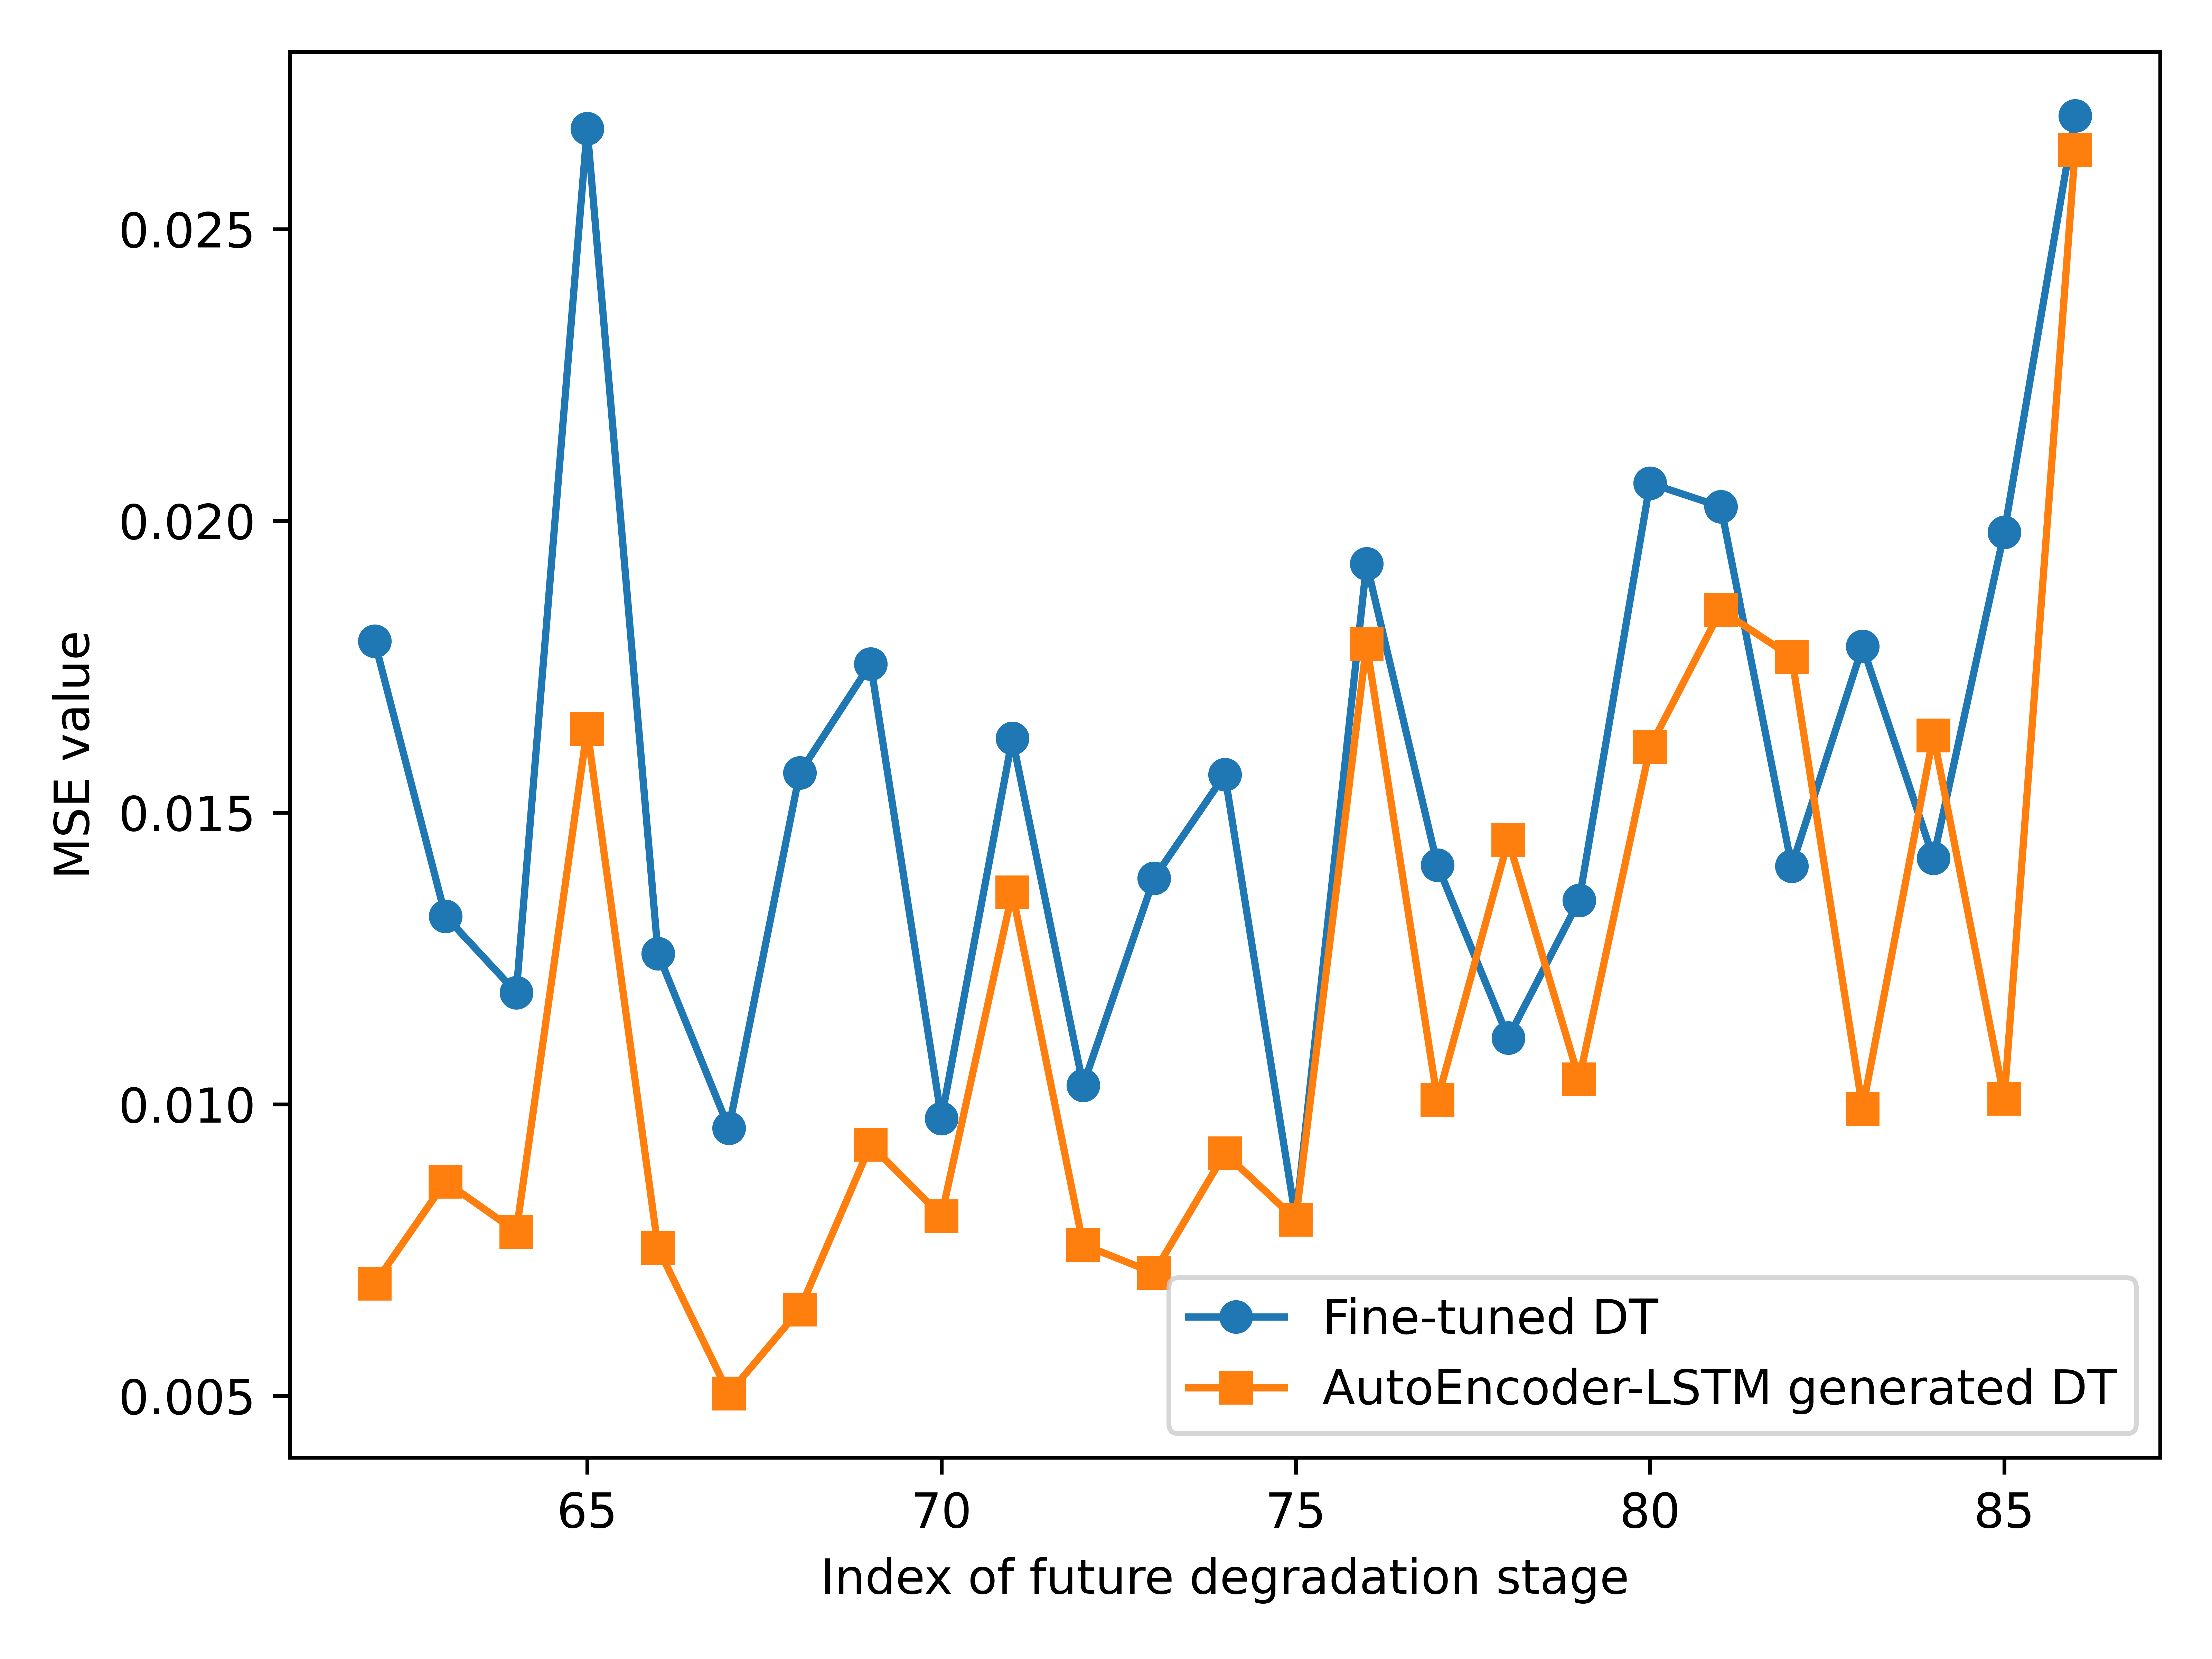 0.025
0.020
0.015
0.010
0.005
MSE value
65 70 75 80 85
Index of future degradation stage
Fine-tuned DT
AutoEncoder-LSTM generated DT